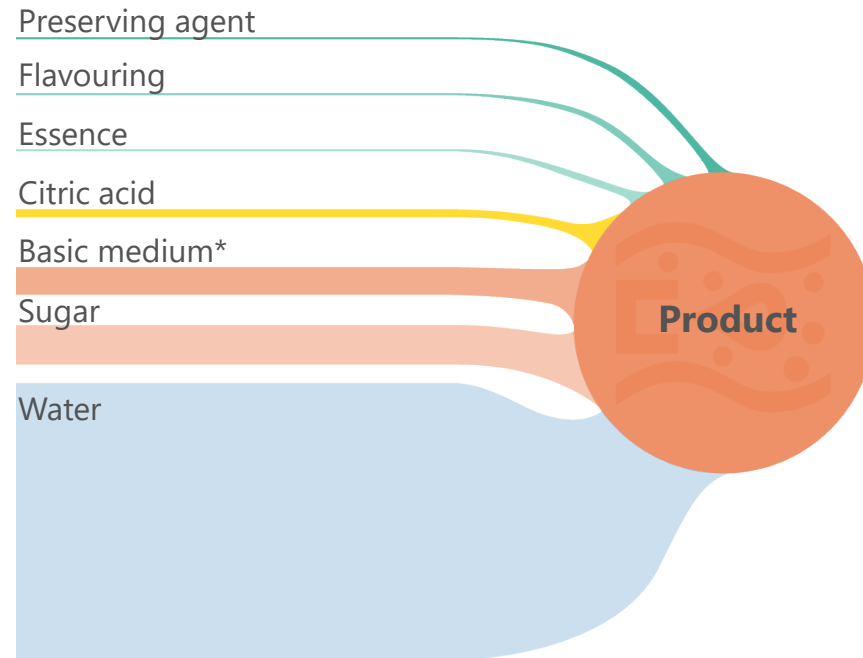 Preserving agent
Flavouring
Essence
Citric acid
Basic medium*
Sugar
Product
Water